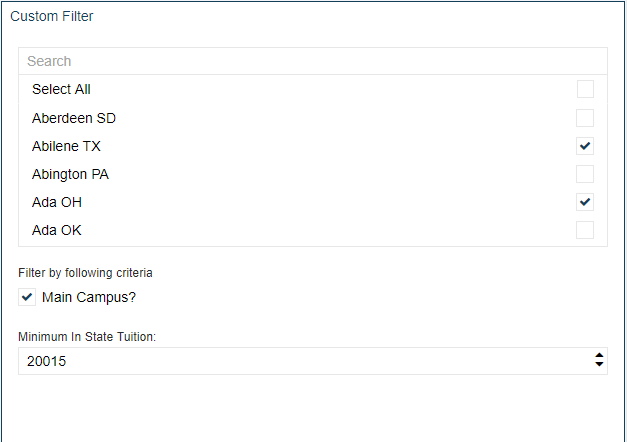 Custom Filter
Search
Select All
Aberdeen SD
Abilene TX
Abington PA
Ada OH
Ada OK
Filter by following criteria
Main Campus?
Minimum In State Tuition:
20015